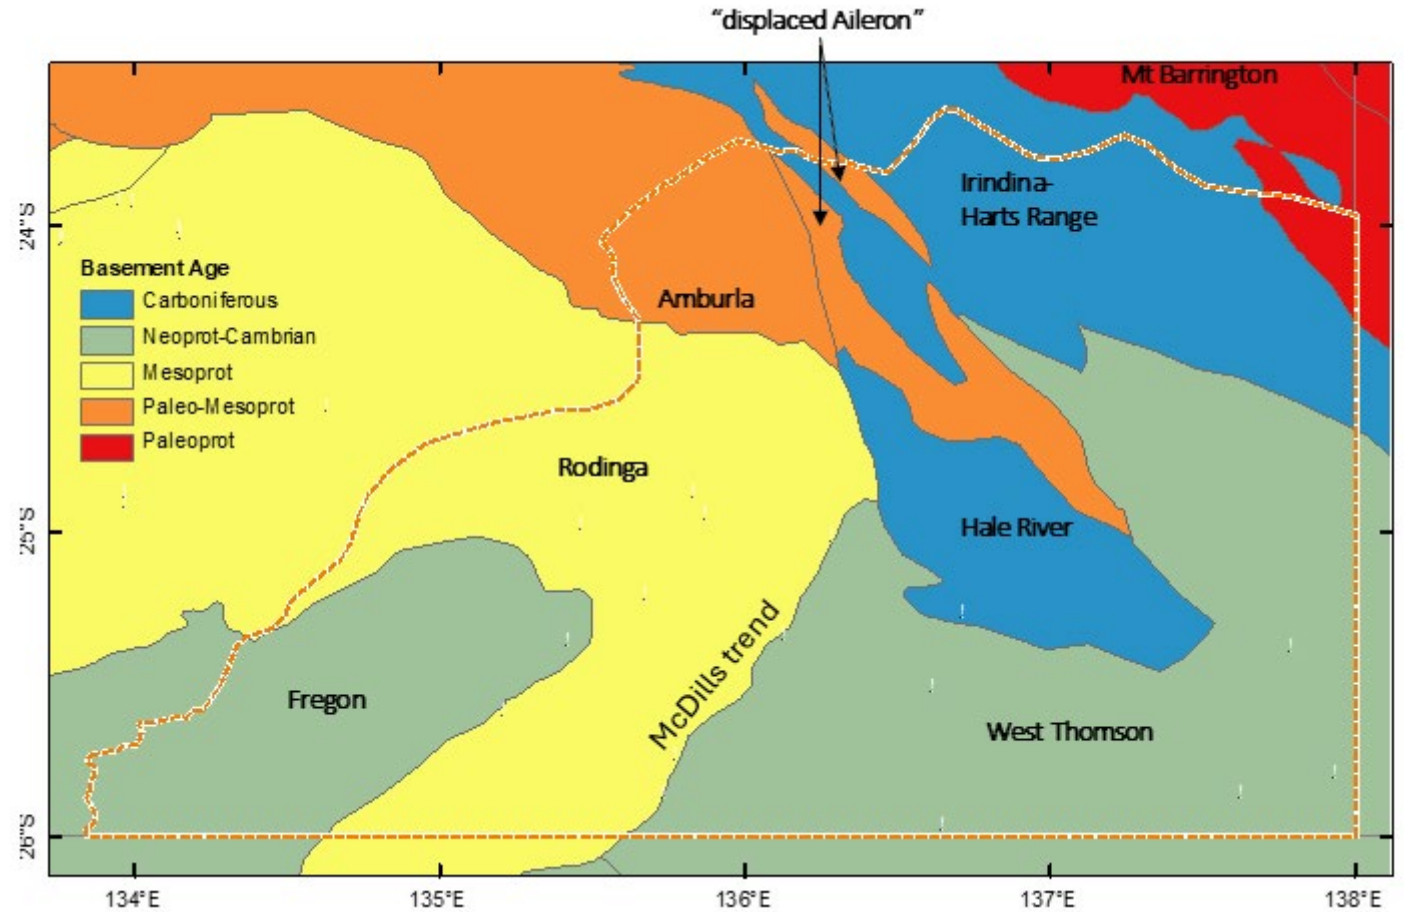 “displaced Aileron”
Mt Barrington
Irindina-
Harts Range
24°S
Basement Age
Carboniferous
Neoprot-Cambrian
Mesoprot
Paleo-Mesoprot
Paleoprot
Amburla
Rodinga
25°S
Hale River
McDills trend
Fregon
West Thomson
26°S
134°E
135°E
136°E
137°E
138°E